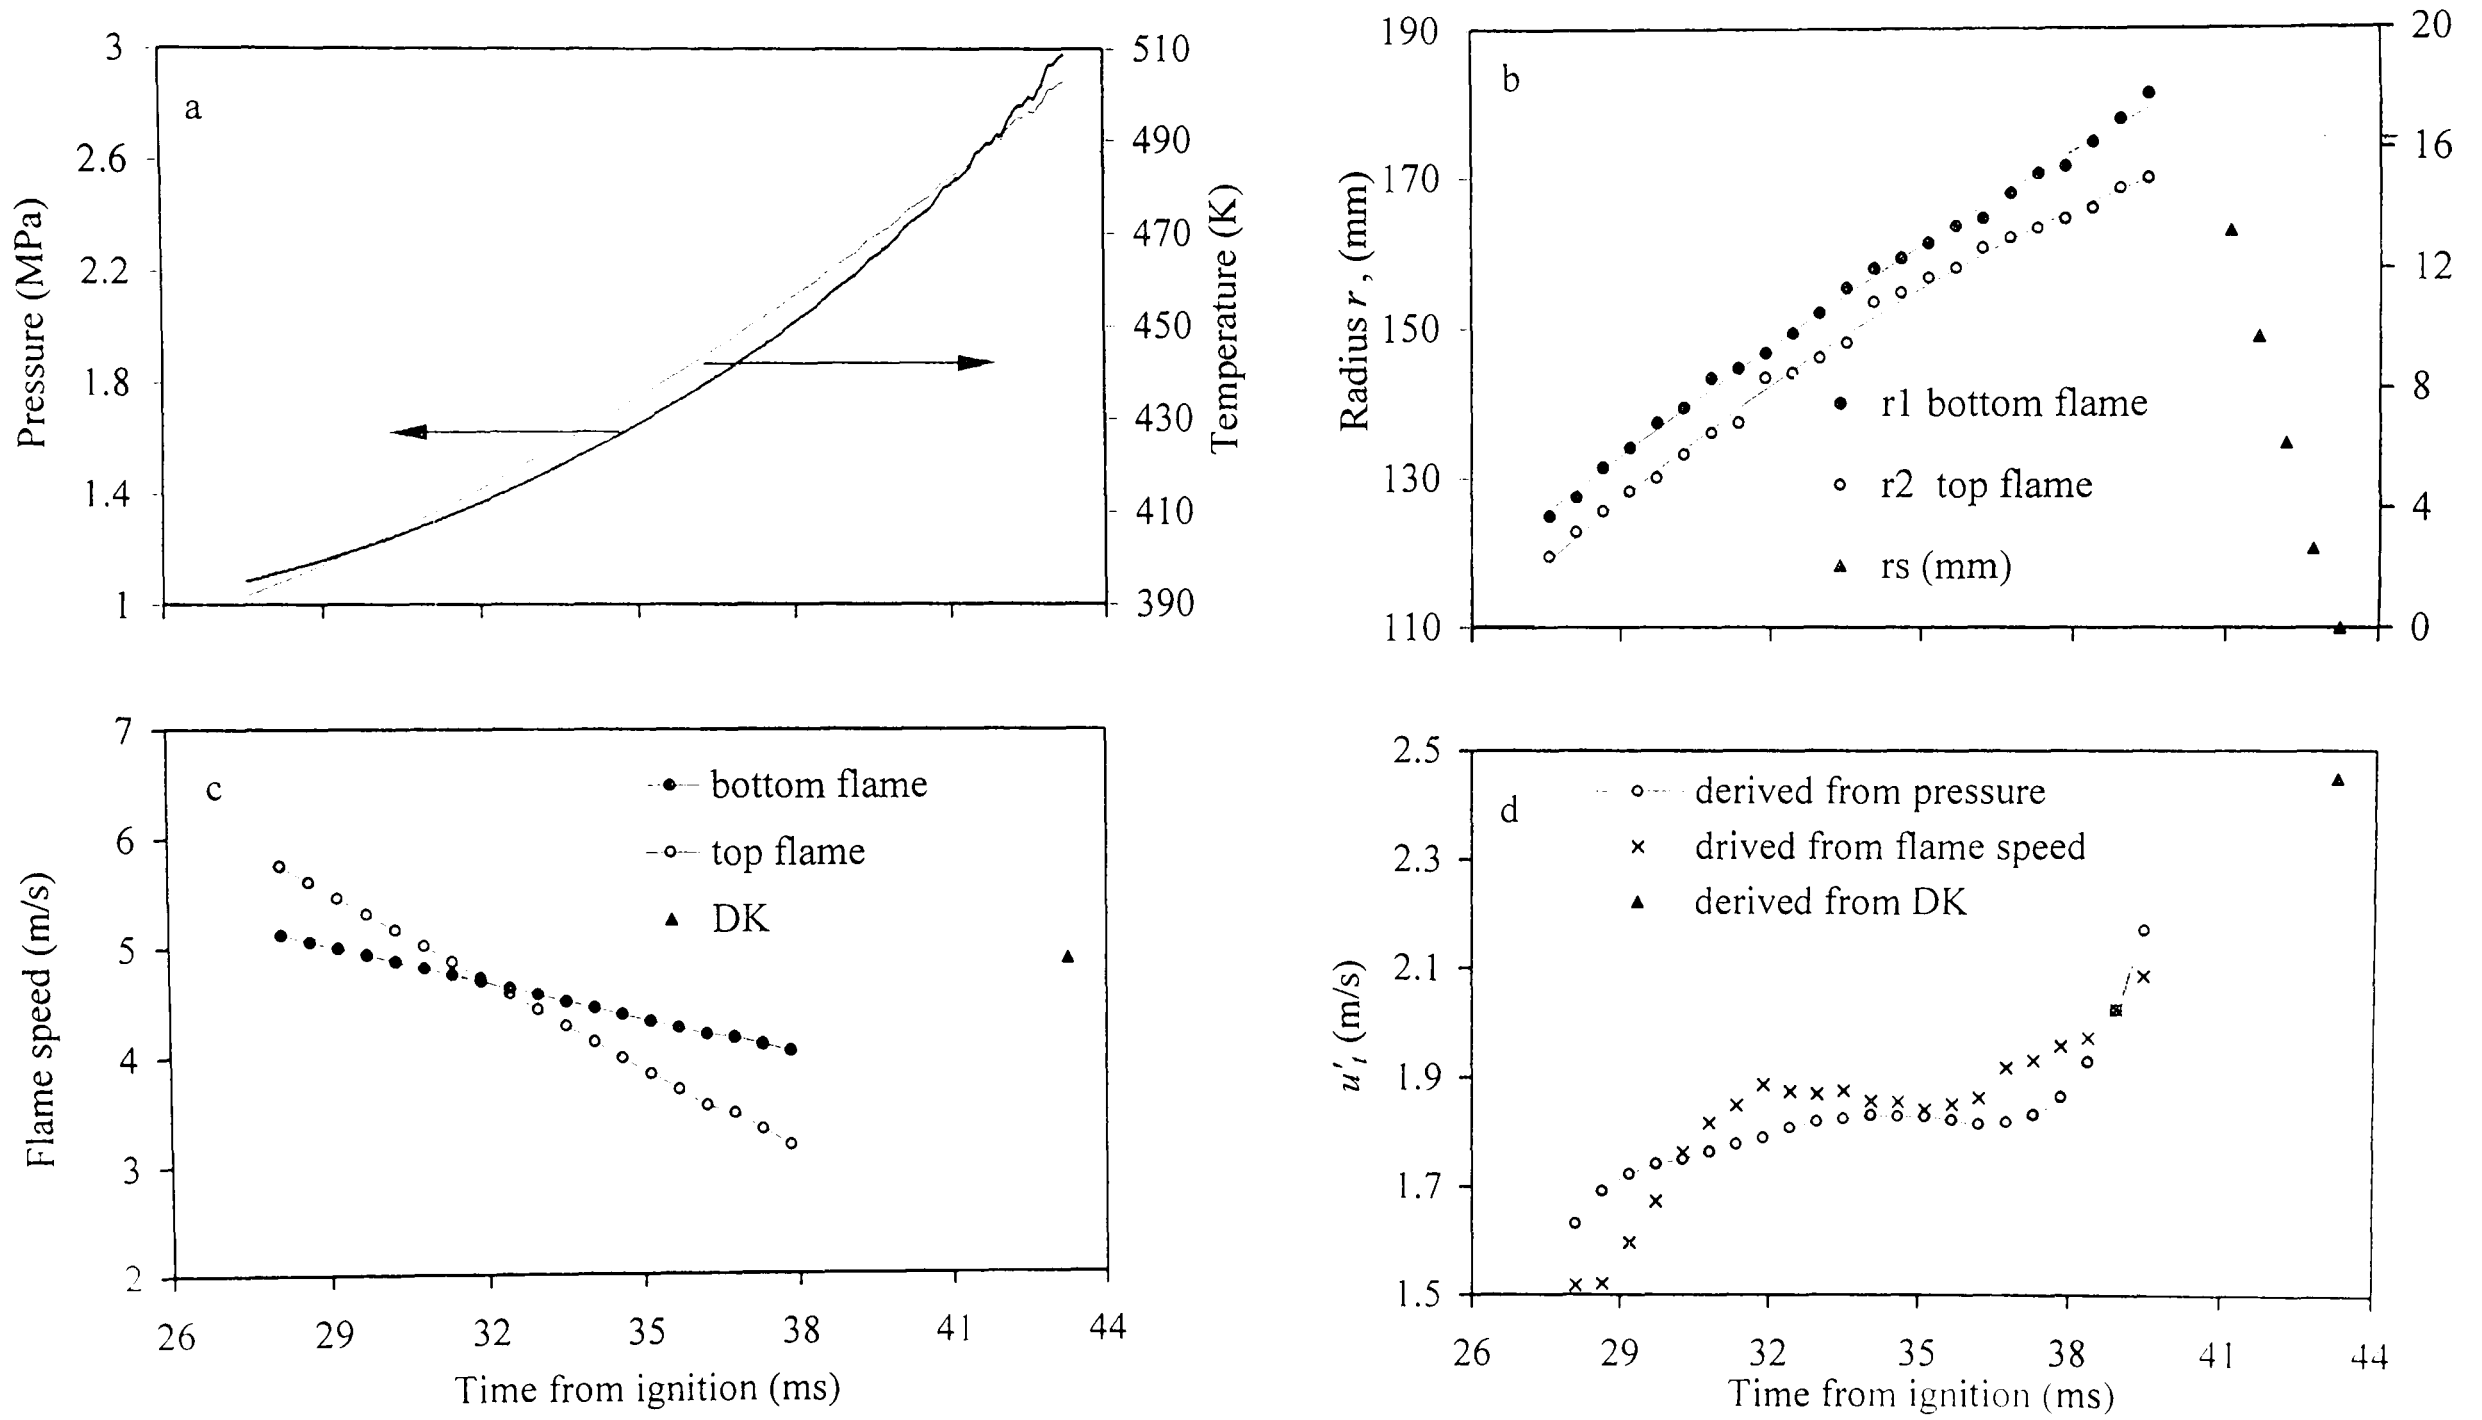 a
3
2.6
2.2
1.8
1.4
1
Pressure (MPa)
510
490
470
450
430
410
390
Temperature (K)
b
190
170
150
130
110
Radius r , (mm)
20
16
12
8
4
0
r1 bottom flame
r2 top flame
rs (mm)
c
7
6
5
4
3
2
Flame speed (m/s)
bottom flame
top flame
DK
26 29 32 35 38 41 44
Time from ignition (ms)
d
2.5
2.3
2.1
1.9
1.7
1.5
u't (m/s)
derived from pressure
drived from flame speed
derived from DK
26 29 32 35 38 41 44
Time from ignition (ms)